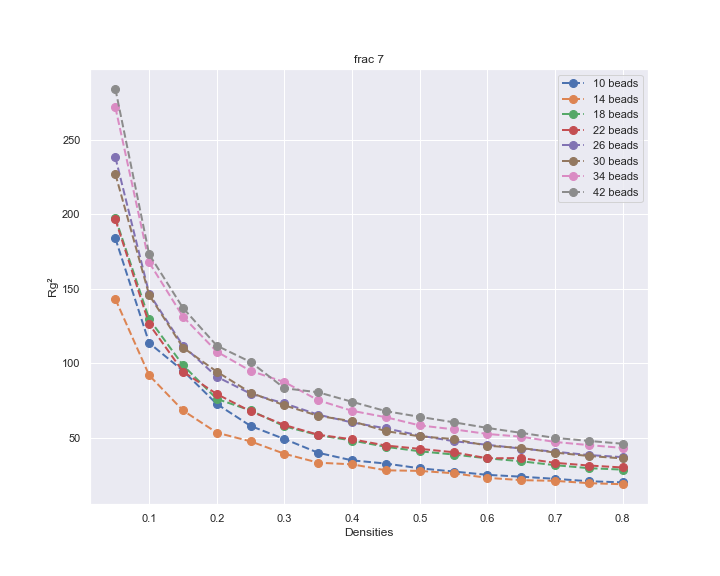 frac 7
10 beads
14 beads
18 beads
22 beads
26 beads
30 beads
34 beads
42 beads
250
200
150
100
50
Rg²
0.1 0.2 0.3 0.4 0.5 0.6 0.7 0.8
Densities